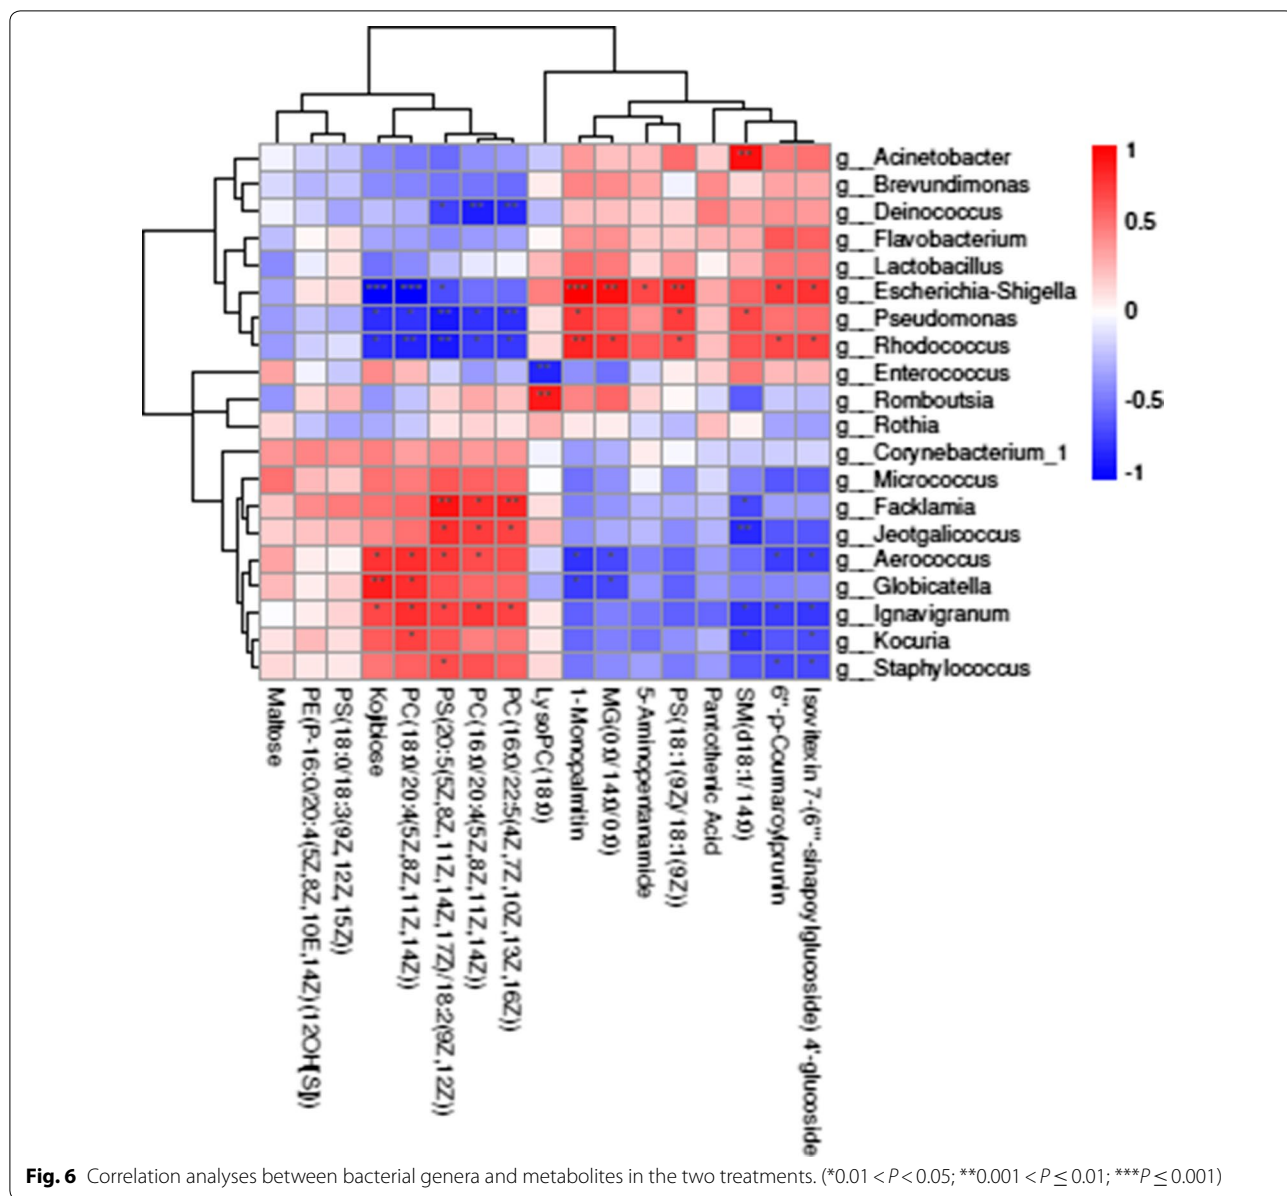 g__Acinetobacter
g__Brevundimonas
g__Deinococcus
g__Flavobacterium
g__Lactobacillus
g__Escherichia-Shigella
g__Pseudomonas
g__Rhodococcus
g__Enterococcus
g__Romboutsia
g__Rothia
g__Corynebacterium_1
g__Micrococcus
g__Facklamia
g__Jeotgalicoccus
g__Aerococcus
g__Globicatella
g__Ignavigranum
g__Kocuria
g__Staphylococcus
1
0.5
0
-0.5
-1
Maltose
PE(P-16:0/20:4(5Z,8Z,10E,14Z)(12OH[S]))
PS(18:0/18:3(9Z,12Z,15Z))
Kojibiose
PC(18:0/20:4(5Z,8Z,11Z,14Z))
PS(20:5(5Z,8Z,11Z,14Z,17Z)/18:2(9Z,12Z))
PC(16:0/20:4(5Z,8Z,11Z,14Z))
PC(16:0/22:5(4Z,7Z,10Z,13Z,16Z))
LysoPC(18:0)
1-Monopalmitin
MG(0:0/14:0/0:0)
5-Aminopentanamide
PS(18:1(9Z)/18:1(9Z))
Pantothenic Acid
SM(d18:1/14:0)
6"-p-Coumaroylprunin
Isovitexin 7-(6'''-sinapoylglucoside) 4'-glucoside
Fig. 6 Correlation analyses between bacterial genera and metabolites in the two treatments. (*0.01 < P < 0.05; **0.001 < P ≤ 0.01; ***P ≤ 0.001)